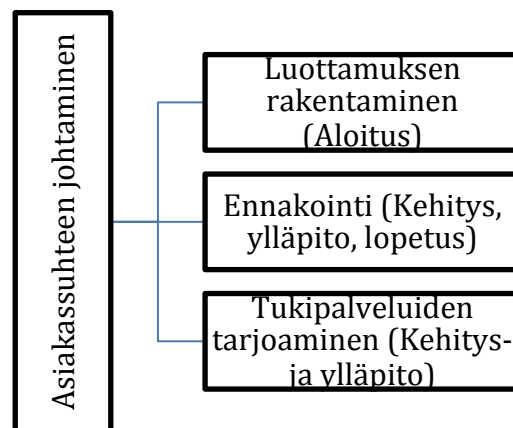 Asiakassuhteen johtaminen
Luottamuksen
rakentaminen
(Aloitus)
Ennakointi (Kehitys,
ylläpito, lopetus)
Tukipalveluiden
tarjoaminen (Kehitys-
ja ylläpito)